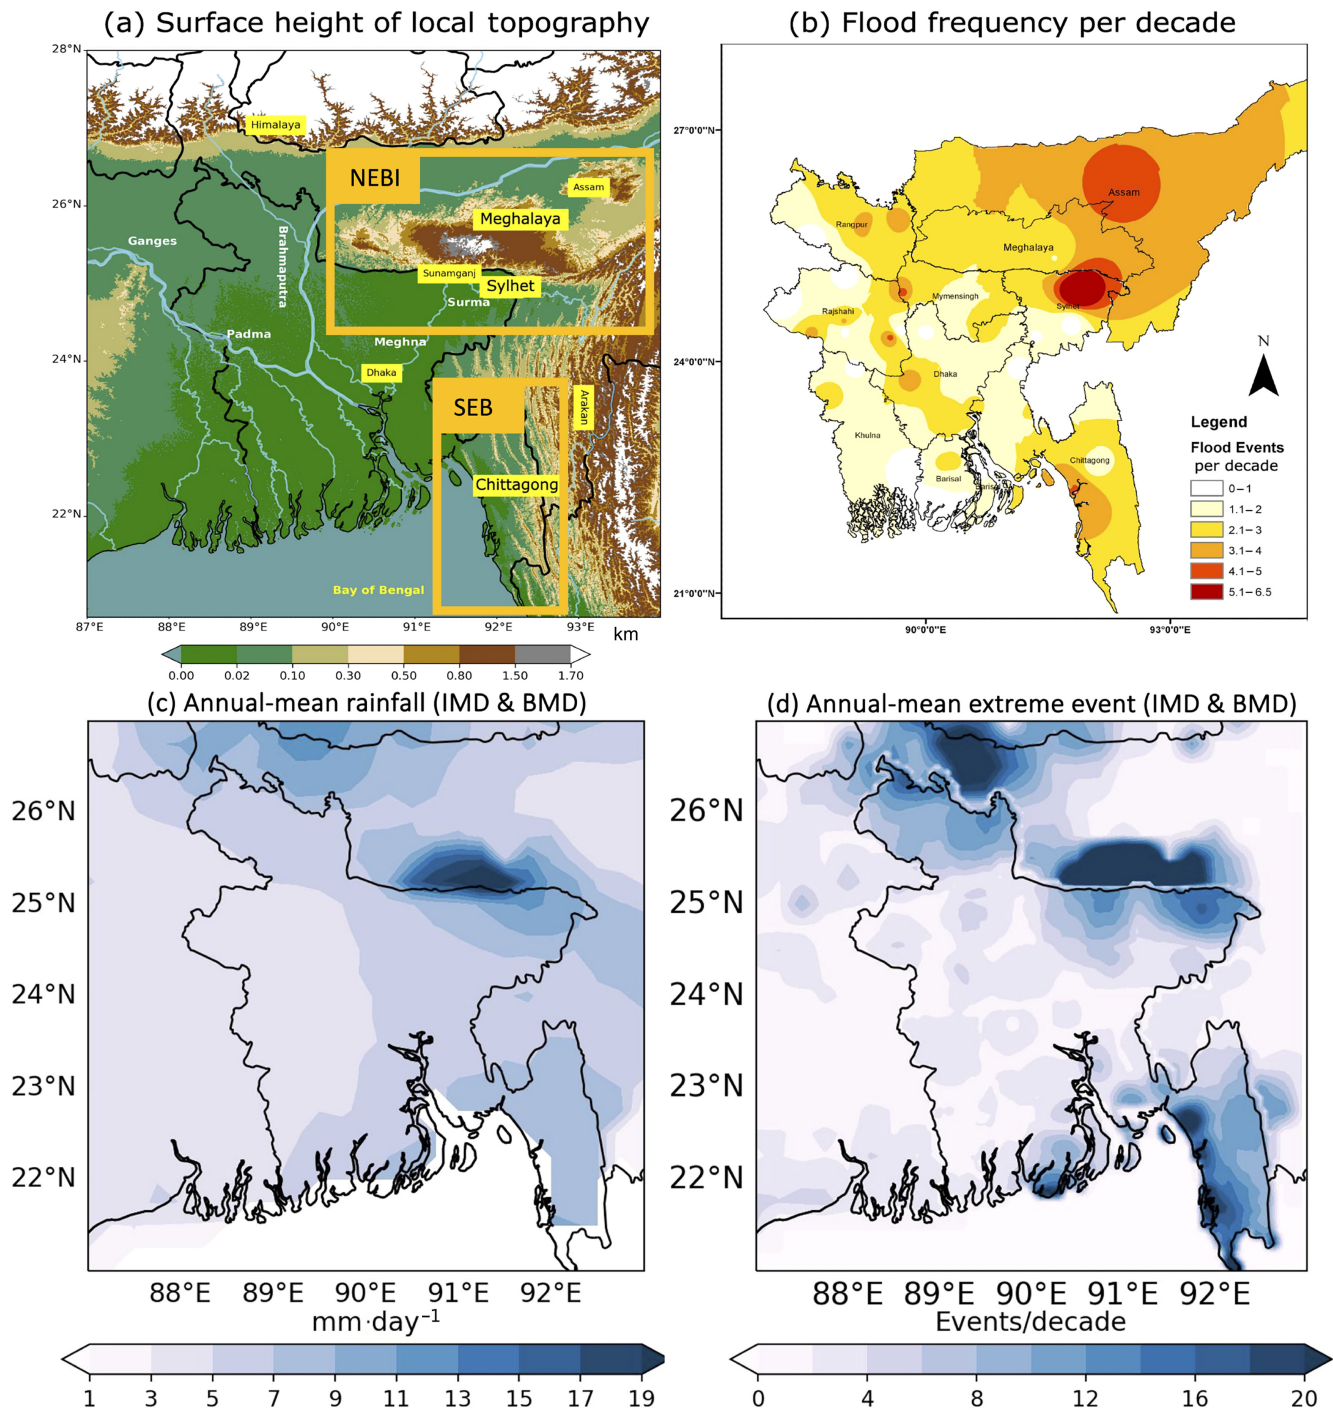 (a) Surface height of local topography
28°N
26°N
24°N
22°N
Himalaya
NEBI
Assam
Meghalaya
Ganges
Brahmaputra
Sunamganj
Sylhet
Surma
Padma
Meghna
Dhaka
SEB
Arakan
Chittagong
Bay of Bengal
87°E 88°E 89°E 90°E 91°E 92°E 93°E
km
0.00 0.02 0.10 0.30 0.50 0.80 1.50 1.70
(b) Flood frequency per decade
27°0'0"N
24°0'0"N
21°0'0"N
Assam
Rangpur
Meghalaya
Mymensingh
Sylhet
Rajshahi
Dhaka
Khulna
Chittagong
Barisal
N
Legend
Flood Events
per decade
0–1
1.1–2
2.1–3
3.1–4
4.1–5
5.1–6.5
90°0'0"E 93°0'0"E
(c) Annual-mean rainfall (IMD & BMD)
26°N
25°N
24°N
23°N
22°N
88°E 89°E 90°E 91°E 92°E
mm·day⁻¹
1 3 5 7 9 11 13 15 17 19
(d) Annual-mean extreme event (IMD & BMD)
26°N
25°N
24°N
23°N
22°N
88°E 89°E 90°E 91°E 92°E
Events/decade
0 4 8 12 16 20